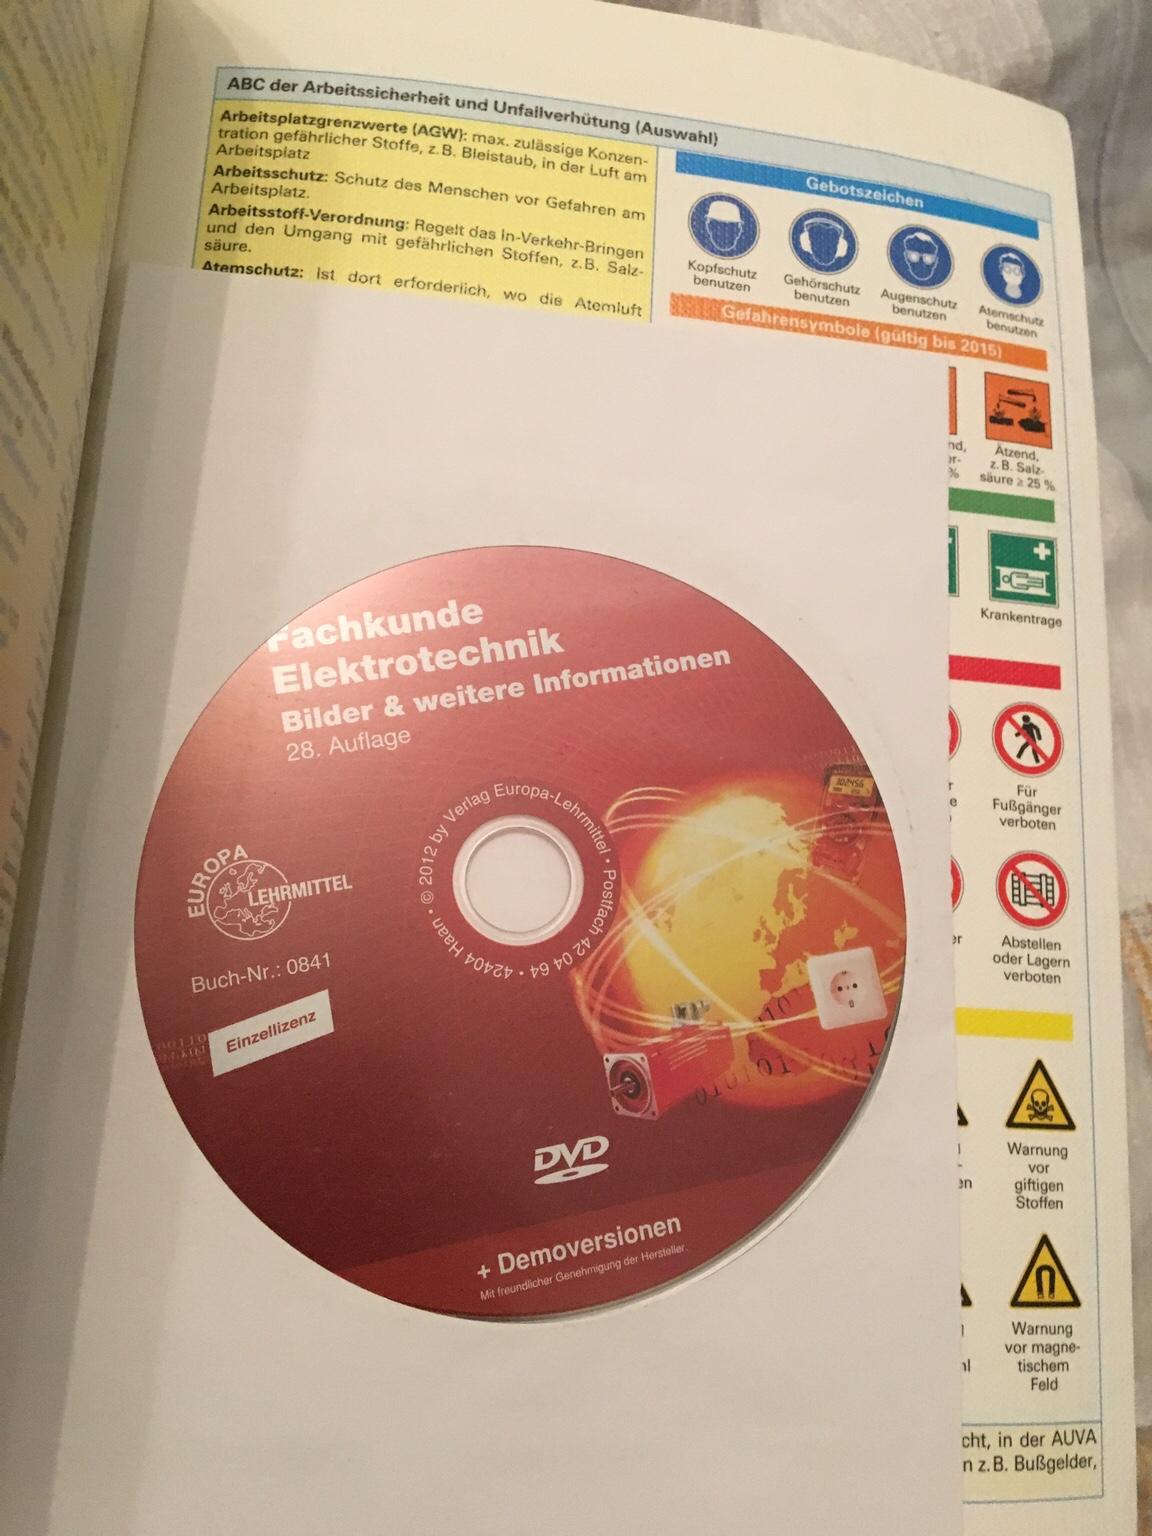 ABC der Arbeitssicherheit und Unfallverhütung (Auswahl)
Arbeitsplatzgrenzwerte (AGW): max. zulässige Konzen-
tration gefährlicher Stoffe, z.B. Bleistaub, in der Luft am
Arbeitsplatz
Arbeitsschutz: Schutz des Menschen vor Gefahren am
Arbeitsplatz.
Arbeitsstoff-Verordnung: Regelt das In-Verkehr-Bringen
und den Umgang mit gefährlichen Stoffen, z.B. Salz-
säure.
Atemschutz: Ist dort erforderlich, wo die Atemluft
Gebotszeichen
Kopfschutz
benutzen
Gehörschutz
benutzen
Augenschutz
benutzen
Atemschutz
benutzen
Gefahrensymbole (gültig bis 2015)
nd,
er-
%
Ätzend,
z.B. Salz-
säure ≥ 25 %
Krankentrage
Für
Fußgänger
verboten
er
Abstellen
oder Lagern
verboten
en
Warnung
vor
giftigen
Stoffen
Warnung
vor magne-
tischem
Feld
cht, in der AUVA
n z.B. Bußgelder,
Fachkunde
Elektrotechnik
Bilder & weitere Informationen
28. Auflage
© 2012 by Verlag Europa-Lehrmittel • Postfach 42 04 64 • 42404 Haan •
EUROPA
LEHRMITTEL
Buch-Nr.: 0841
Einzellizenz
DVD
+ Demoversionen
Mit freundlicher Genehmigung der Hersteller.